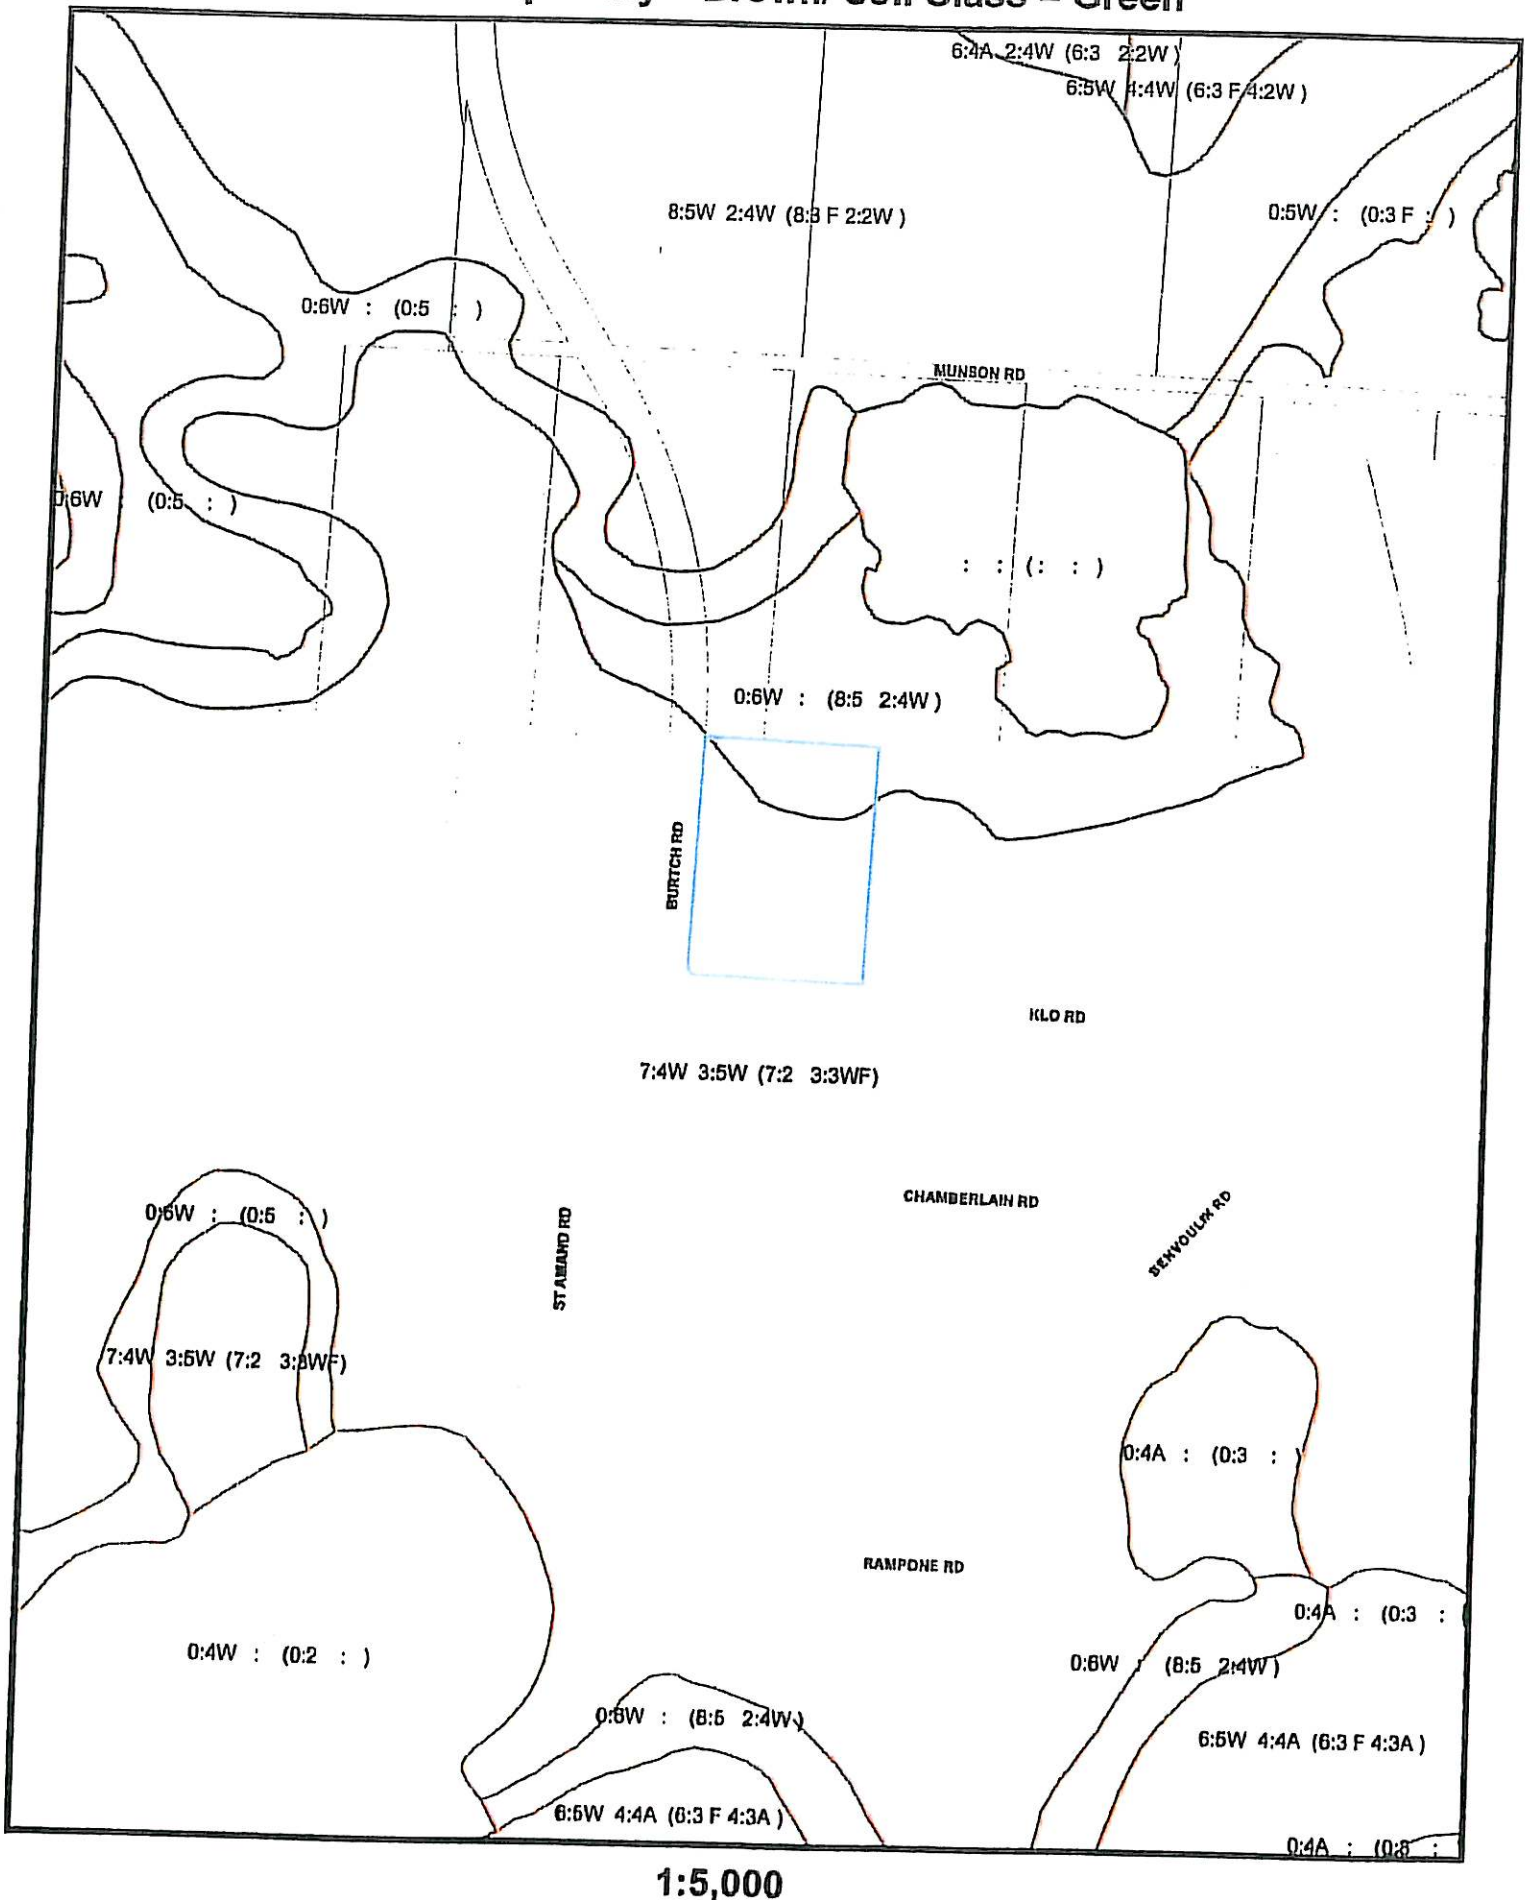 Brown/ Soil Class – Green
6:4A 2:4W (6:3 2:2W )
6:5W 4:4W (6:3 F 4:2W )
8:5W 2:4W (8:3 F 2:2W )
0:5W : (0:3 F : )
0:6W : (0:5 : )
MUNSON RD
0:6W : (0:5 : )
: : (: : )
0:6W : (8:5 2:4W )
BURTCH RD
KLO RD
7:4W 3:5W (7:2 3:3WF)
CHAMBERLAIN RD
BENVOULIN RD
0:6W : (0:5 : )
ST AMAND RD
7:4W 3:5W (7:2 3:3WF)
0:4A : (0:3 : )
RAMPONE RD
0:4A : (0:3 :
0:4W : (0:2 : )
0:6W : (8:5 2:4W )
0:6W : (8:5 2:4W )
6:5W 4:4A (6:3 F 4:3A )
6:5W 4:4A (6:3 F 4:3A )
0:4A : (0:3 :
1:5,000